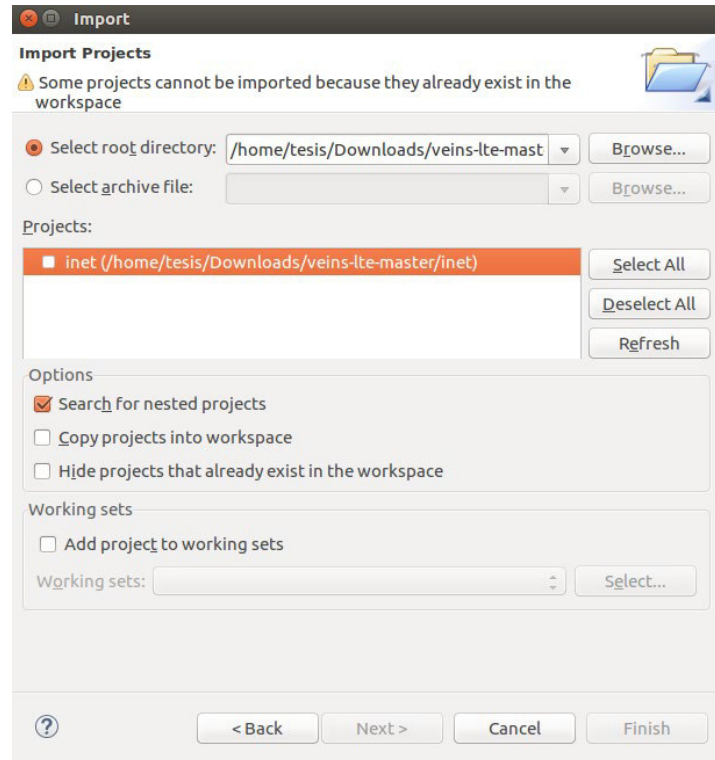 Import
Import Projects
Some projects cannot be imported because they already exist in the
workspace
Select root directory: /home/tesis/Downloads/veins-lte-mast Browse...
Select archive file: Browse...
Projects:
inet (/home/tesis/Downloads/veins-lte-master/inet) Select All
Deselect All
Refresh
Options
Search for nested projects
Copy projects into workspace
Hide projects that already exist in the workspace
Working sets
Add project to working sets
Working sets: Select...
? < Back Next > Cancel Finish